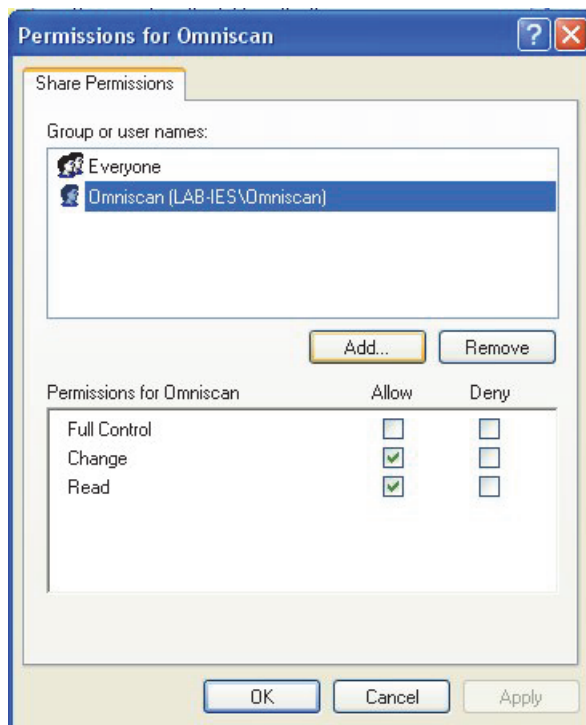 Permissions for Omniscan
Share Permissions
Group or user names:
Everyone
Omniscan (LAB-IES\Omniscan)
Add... Remove
Permissions for Omniscan Allow Deny
Full Control
Change
Read
OK Cancel Apply